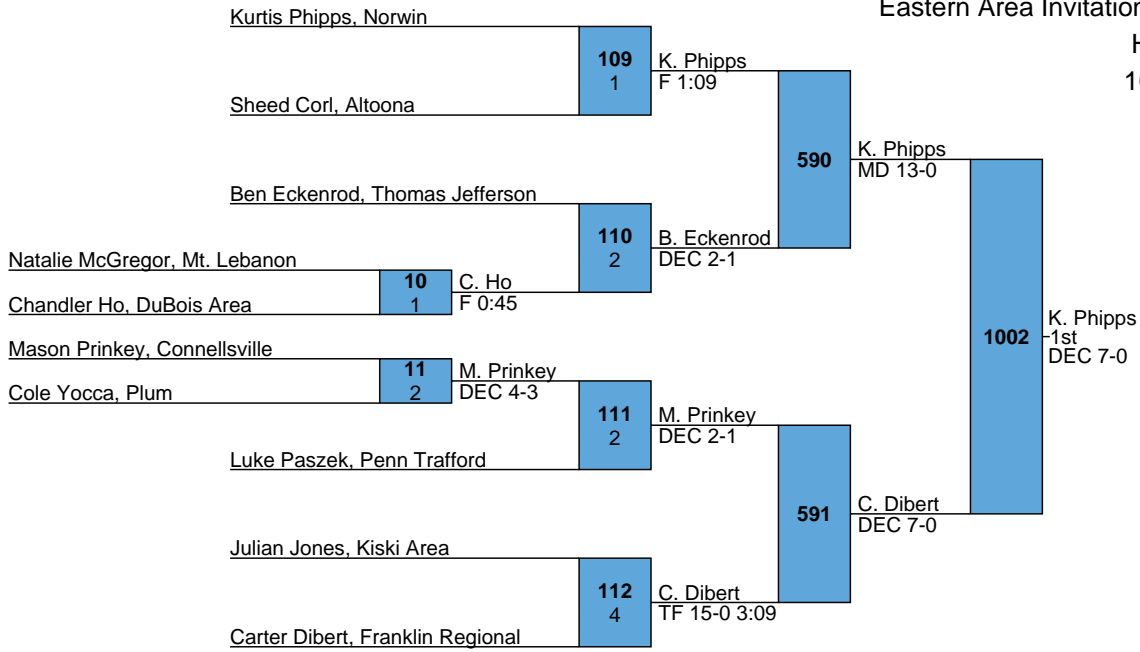 Eastern Area Invitation
Kurtis Phipps, Norwin
109
1
K. Phipps
F 1:09
Sheed Corl, Altoona
590
K. Phipps
MD 13-0
Ben Eckenrod, Thomas Jefferson
110
2
B. Eckenrod
DEC 2-1
Natalie McGregor, Mt. Lebanon
10
1
C. Ho
F 0:45
Chandler Ho, DuBois Area
1002
K. Phipps
1st
DEC 7-0
Mason Prinkey, Connellsville
11
2
M. Prinkey
DEC 4-3
Cole Yocca, Plum
111
2
M. Prinkey
DEC 2-1
Luke Paszek, Penn Trafford
591
C. Dibert
DEC 7-0
Julian Jones, Kiski Area
112
4
C. Dibert
TF 15-0 3:09
Carter Dibert, Franklin Regional